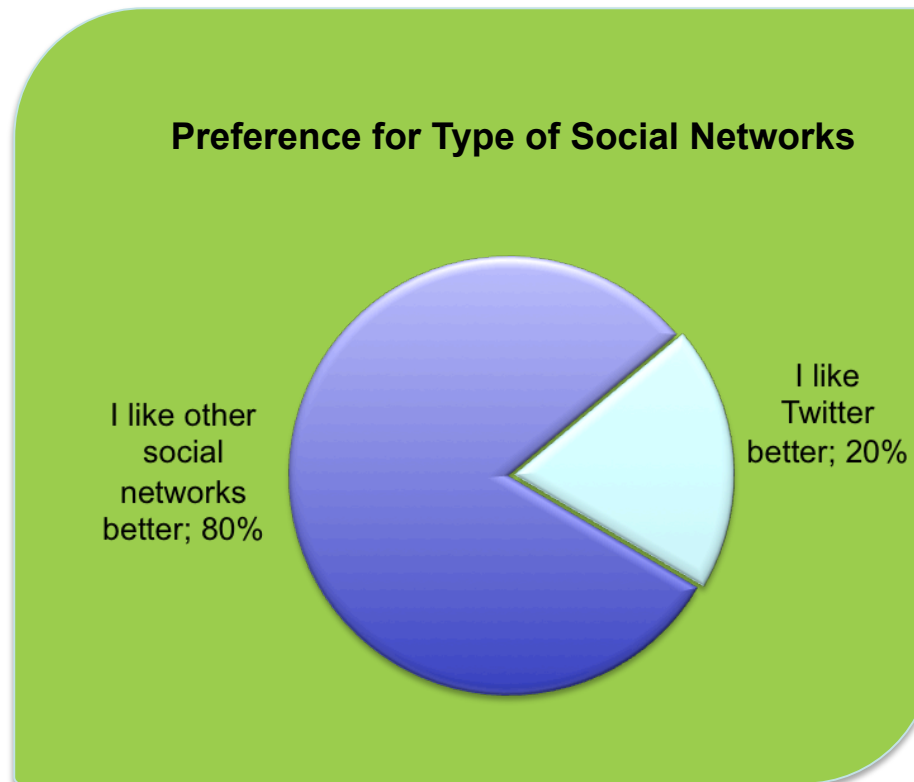 Preference for Type of Social Networks
I like other
social
networks
better; 80%
I like
Twitter
better; 20%